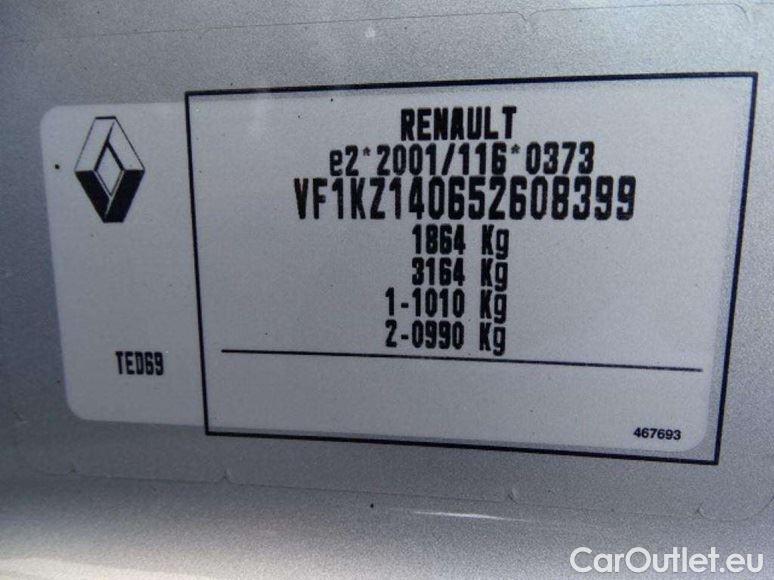 RENAULT
e2*2001/116*0373
VF1KZ140652608399
1864 Kg
3164 Kg
1-1010 Kg
2-0990 Kg
TED69
467693
CarOutlet.eu